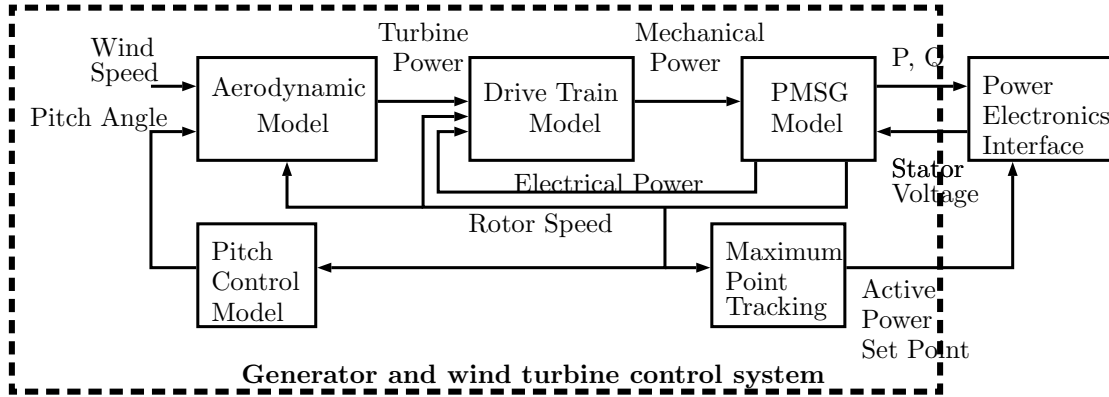 Wind
Speed
Pitch Angle
Aerodynamic
Model
Turbine
Power
Drive Train
Model
Mechanical
Power
PMSG
Model
P, Q
Power
Electronics
Interface
Stator
Voltage
Electrical Power
Rotor Speed
Pitch
Control
Model
Maximum
Point
Tracking
Active
Power
Set Point
Generator and wind turbine control system